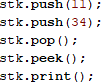 stk.push(11);
stk.push(34);
stk.pop();
stk.peek();
stk.print();